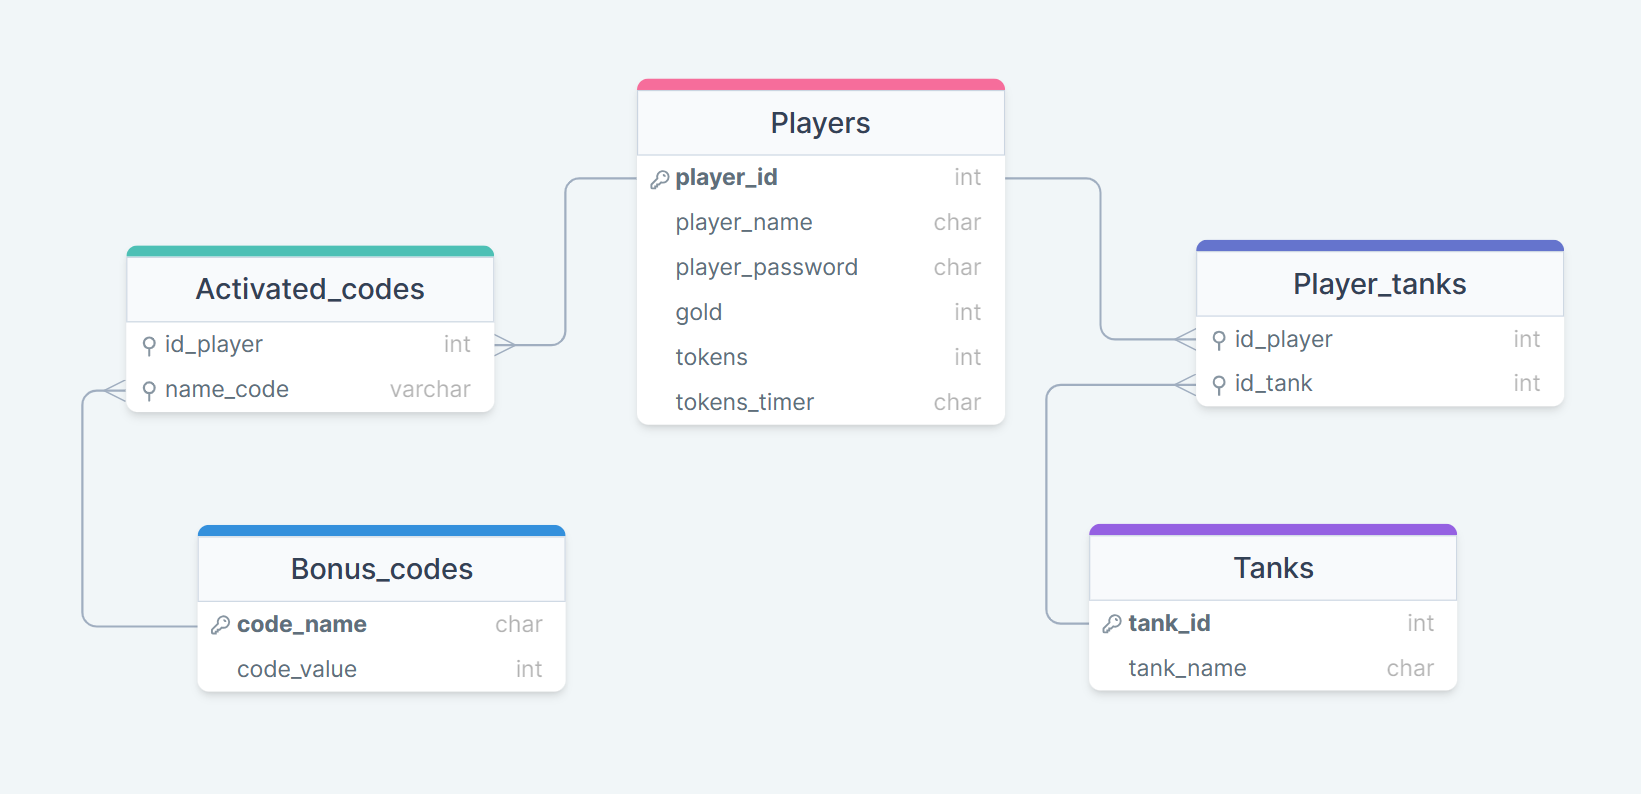 Players
player_id int
player_name char
player_password char
gold int
tokens int
tokens_timer char
Activated_codes
id_player int
name_code varchar
Player_tanks
id_player int
id_tank int
Bonus_codes
code_name char
code_value int
Tanks
tank_id int
tank_name char